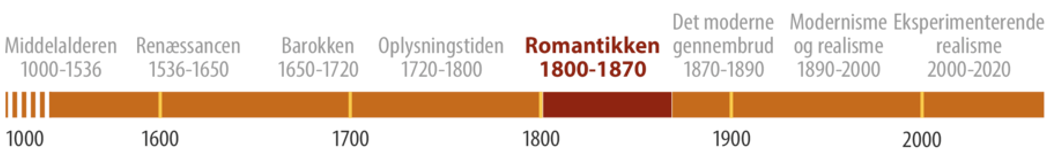 Middelalderen
1000-1536
Renæssancen
1536-1650
Barokken
1650-1720
Oplysningstiden
1720-1800
Romantikken
1800-1870
Det moderne
gennembrud
1870-1890
Modernisme
og realisme
1890-2000
Eksperimenterende
realisme
2000-2020
1000
1600
1700
1800
1900
2000